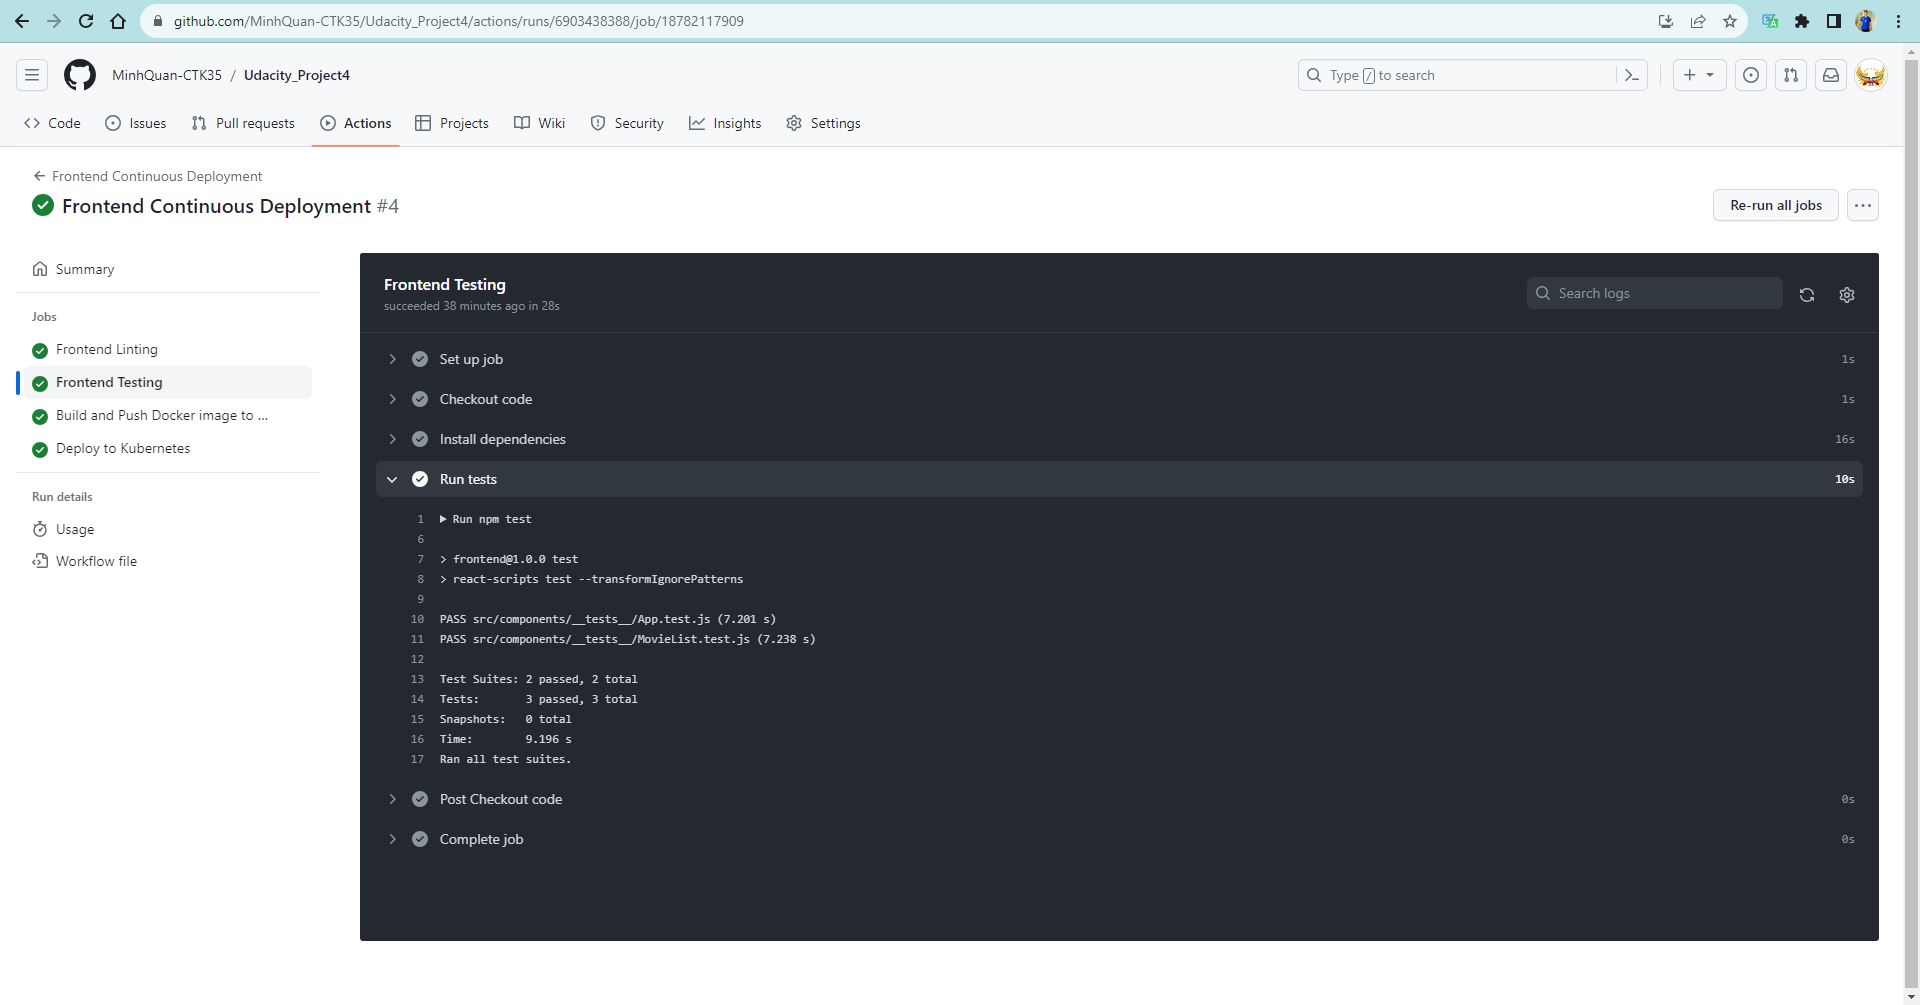 github.com/MinhQuan-CTK35/Udacity_Project4/actions/runs/6903438388/job/18782117909
MinhQuan-CTK35 / Udacity_Project4
Type / to search
Code Issues Pull requests Actions Projects Wiki Security Insights Settings
Frontend Continuous Deployment
Frontend Continuous Deployment #4
Re-run all jobs
Summary
Jobs
Frontend Linting
Frontend Testing
Build and Push Docker image to ...
Deploy to Kubernetes
Run details
Usage
Workflow file
Frontend Testing
succeeded 38 minutes ago in 28s
Search logs
Set up job 1s
Checkout code 1s
Install dependencies 16s
Run tests 10s
1 Run npm test
6
7 > frontend@1.0.0 test
8 > react-scripts test --transformIgnorePatterns
9
10 PASS src/components/__tests__/App.test.js (7.201 s)
11 PASS src/components/__tests__/MovieList.test.js (7.238 s)
12
13 Test Suites: 2 passed, 2 total
14 Tests: 3 passed, 3 total
15 Snapshots: 0 total
16 Time: 9.196 s
17 Ran all test suites.
Post Checkout code 0s
Complete job 0s